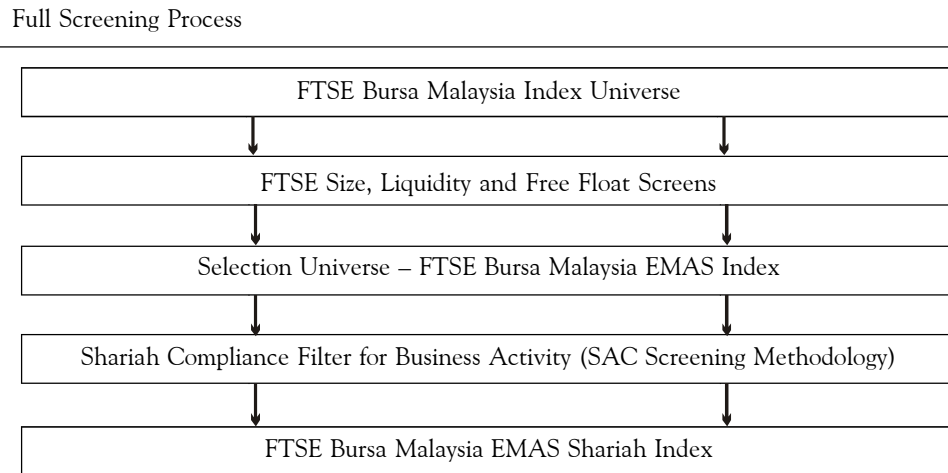 Full Screening Process
FTSE Bursa Malaysia Index Universe
FTSE Size, Liquidity and Free Float Screens
Selection Universe – FTSE Bursa Malaysia EMAS Index
Shariah Compliance Filter for Business Activity (SAC Screening Methodology)
FTSE Bursa Malaysia EMAS Shariah Index